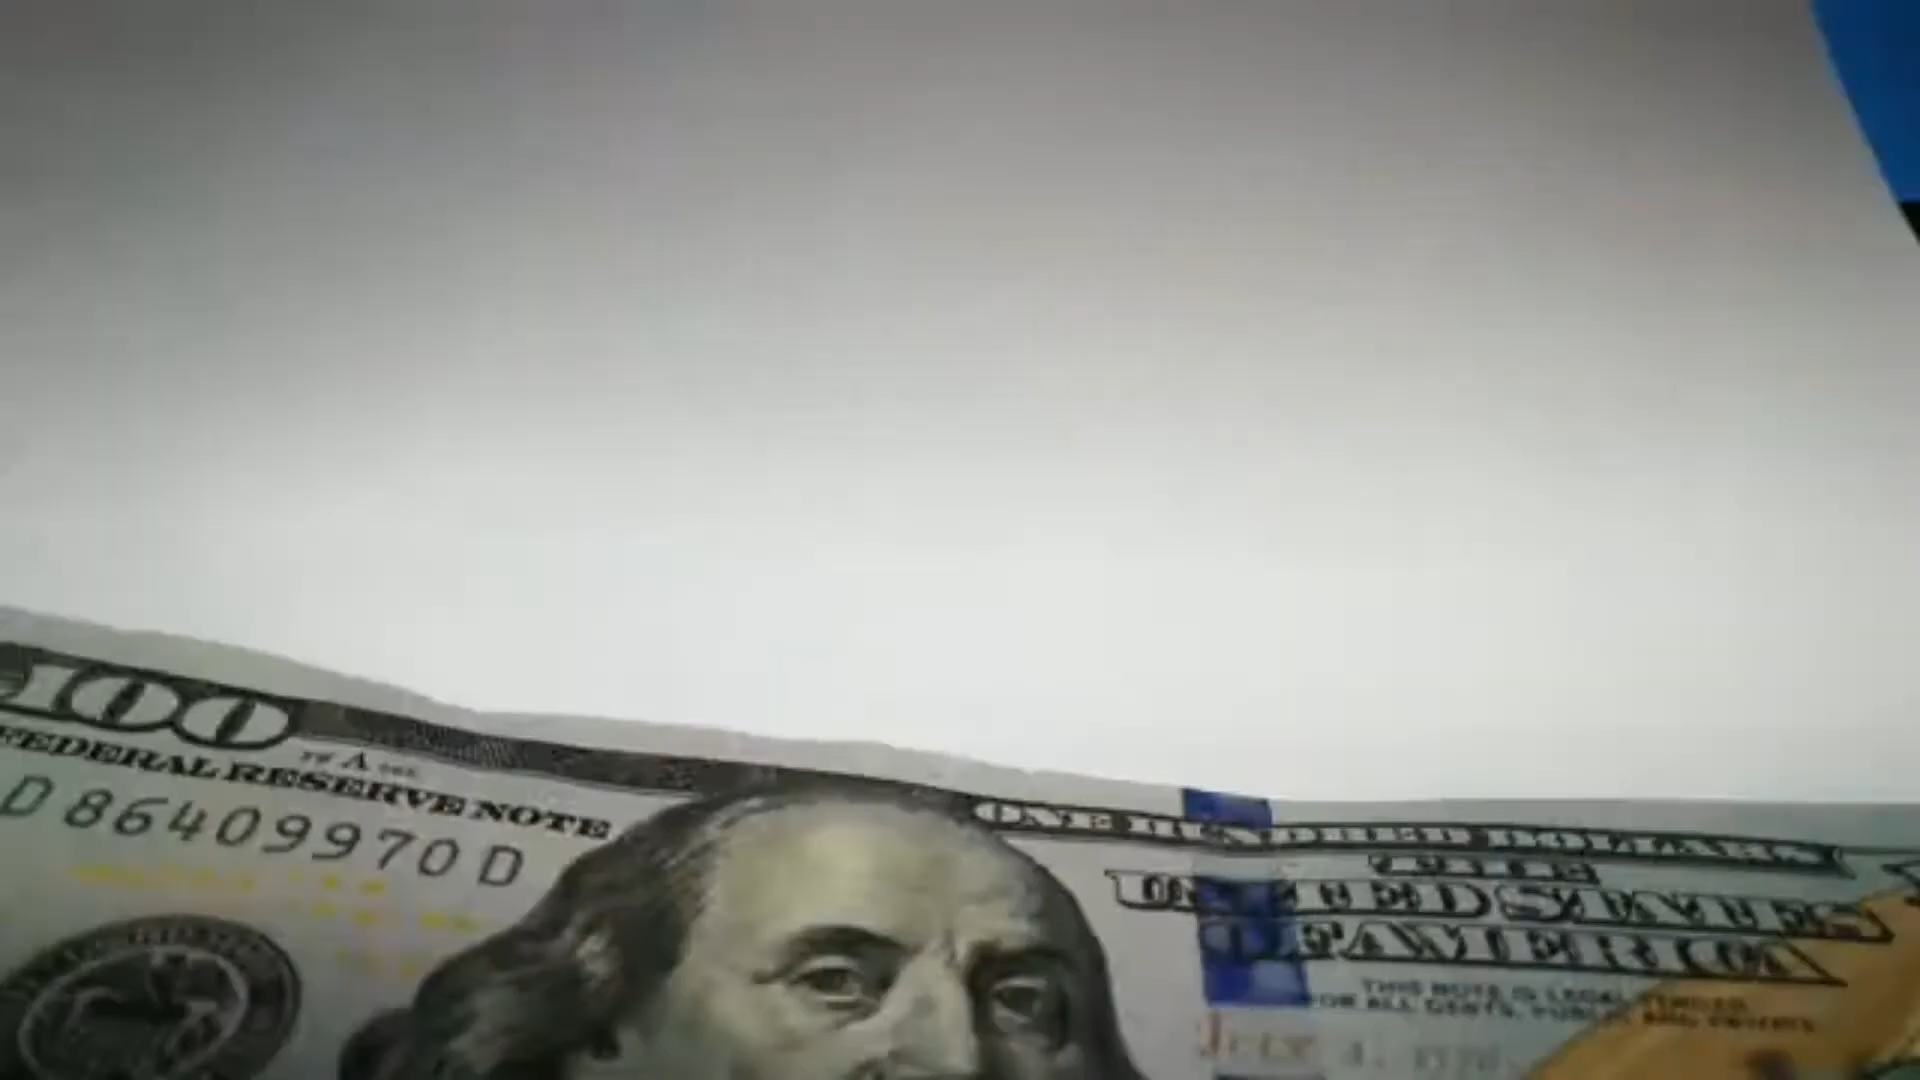 100
FEDERAL RESERVE NOTE
D 86409970 D
ONE HUNDRED DOLLARS
THE
UNITED STATES
OF AMERICA
THIS NOTE IS LEGAL TENDER
FOR ALL DEBTS, PUBLIC AND PRIVATE